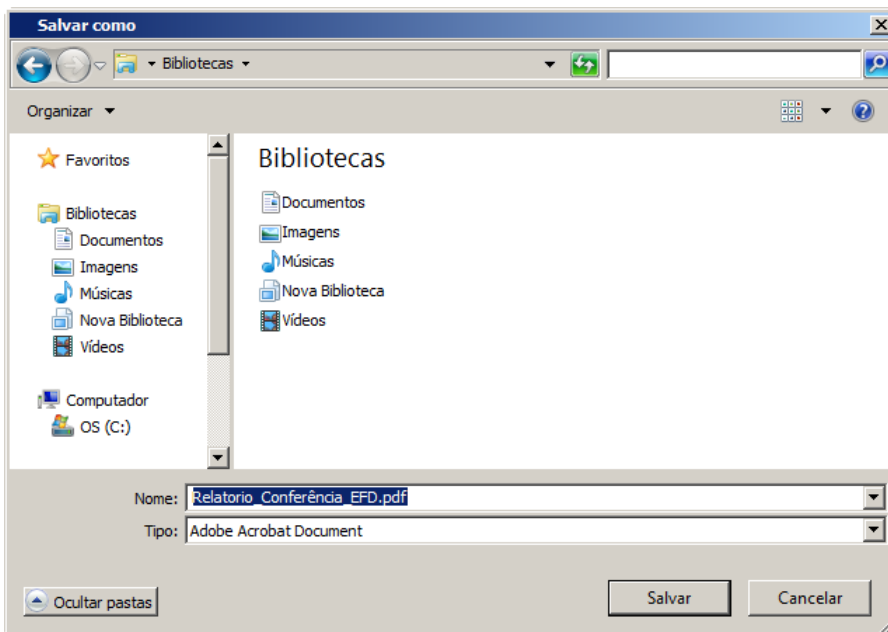 Salvar como
Bibliotecas
Organizar
Favoritos
Bibliotecas
Documentos
Imagens
Músicas
Nova Biblioteca
Vídeos
Computador
OS (C:)
Bibliotecas
Documentos
Imagens
Músicas
Nova Biblioteca
Vídeos
Nome: Relatorio_Conferência_EFD.pdf
Tipo: Adobe Acrobat Document
Ocultar pastas
Salvar Cancelar